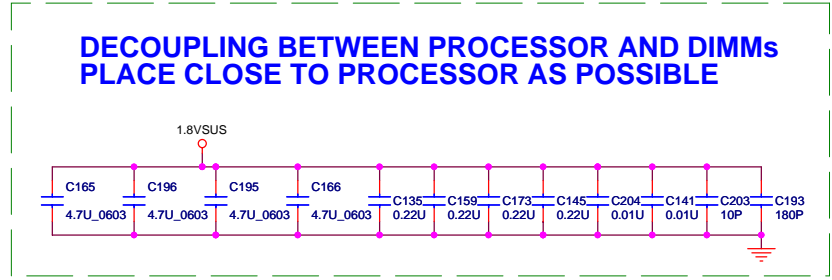 DECOUPLING BETWEEN PROCESSOR AND DIMMs
PLACE CLOSE TO PROCESSOR AS POSSIBLE
1.8VSUS
C165 C196 C195 C166
C135 C159 C173 C145 C204 C141 C203 C193
4.7U_0603 4.7U_0603 4.7U_0603 4.7U_0603 0.22U 0.22U 0.22U 0.22U 0.01U 0.01U 10P 180P